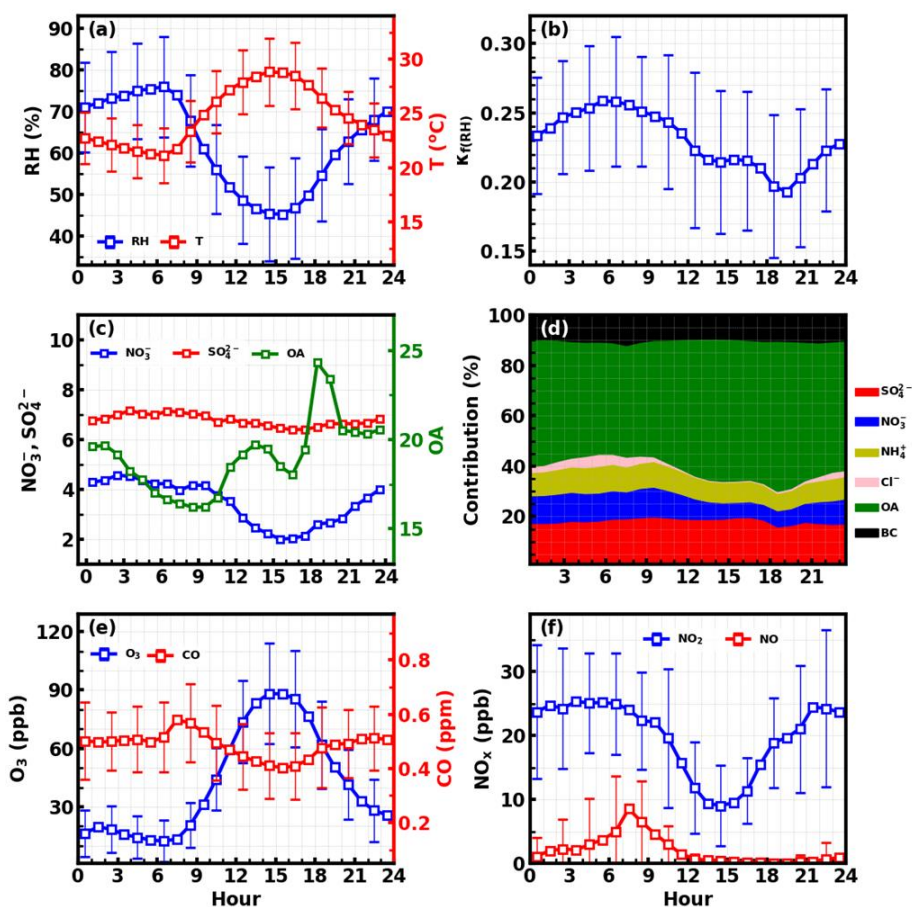 (a)
90
80
70
60
50
40
RH (%)
30
25
20
15
T (°C)
RH
T
0 3 6 9 12 15 18 21 24
(b)
0.30
0.25
0.20
0.15
κf(RH)
0 3 6 9 12 15 18 21 24
(c)
10
8
6
4
2
NO₃⁻, SO₄²⁻
NO₃⁻
SO₄²⁻
OA
25
20
15
OA
0 3 6 9 12 15 18 21 24
(d)
100
80
60
40
20
Contribution (%)
3 6 9 12 15 18 21
SO₄²⁻
NO₃⁻
NH₄⁺
Cl⁻
OA
BC
(e)
120
90
60
30
O₃ (ppb)
O₃
CO
0.8
0.6
0.4
0.2
CO (ppm)
0 3 6 9 12 15 18 21 24
Hour
(f)
30
20
10
0
NOₓ (ppb)
NO₂
NO
0 3 6 9 12 15 18 21 24
Hour